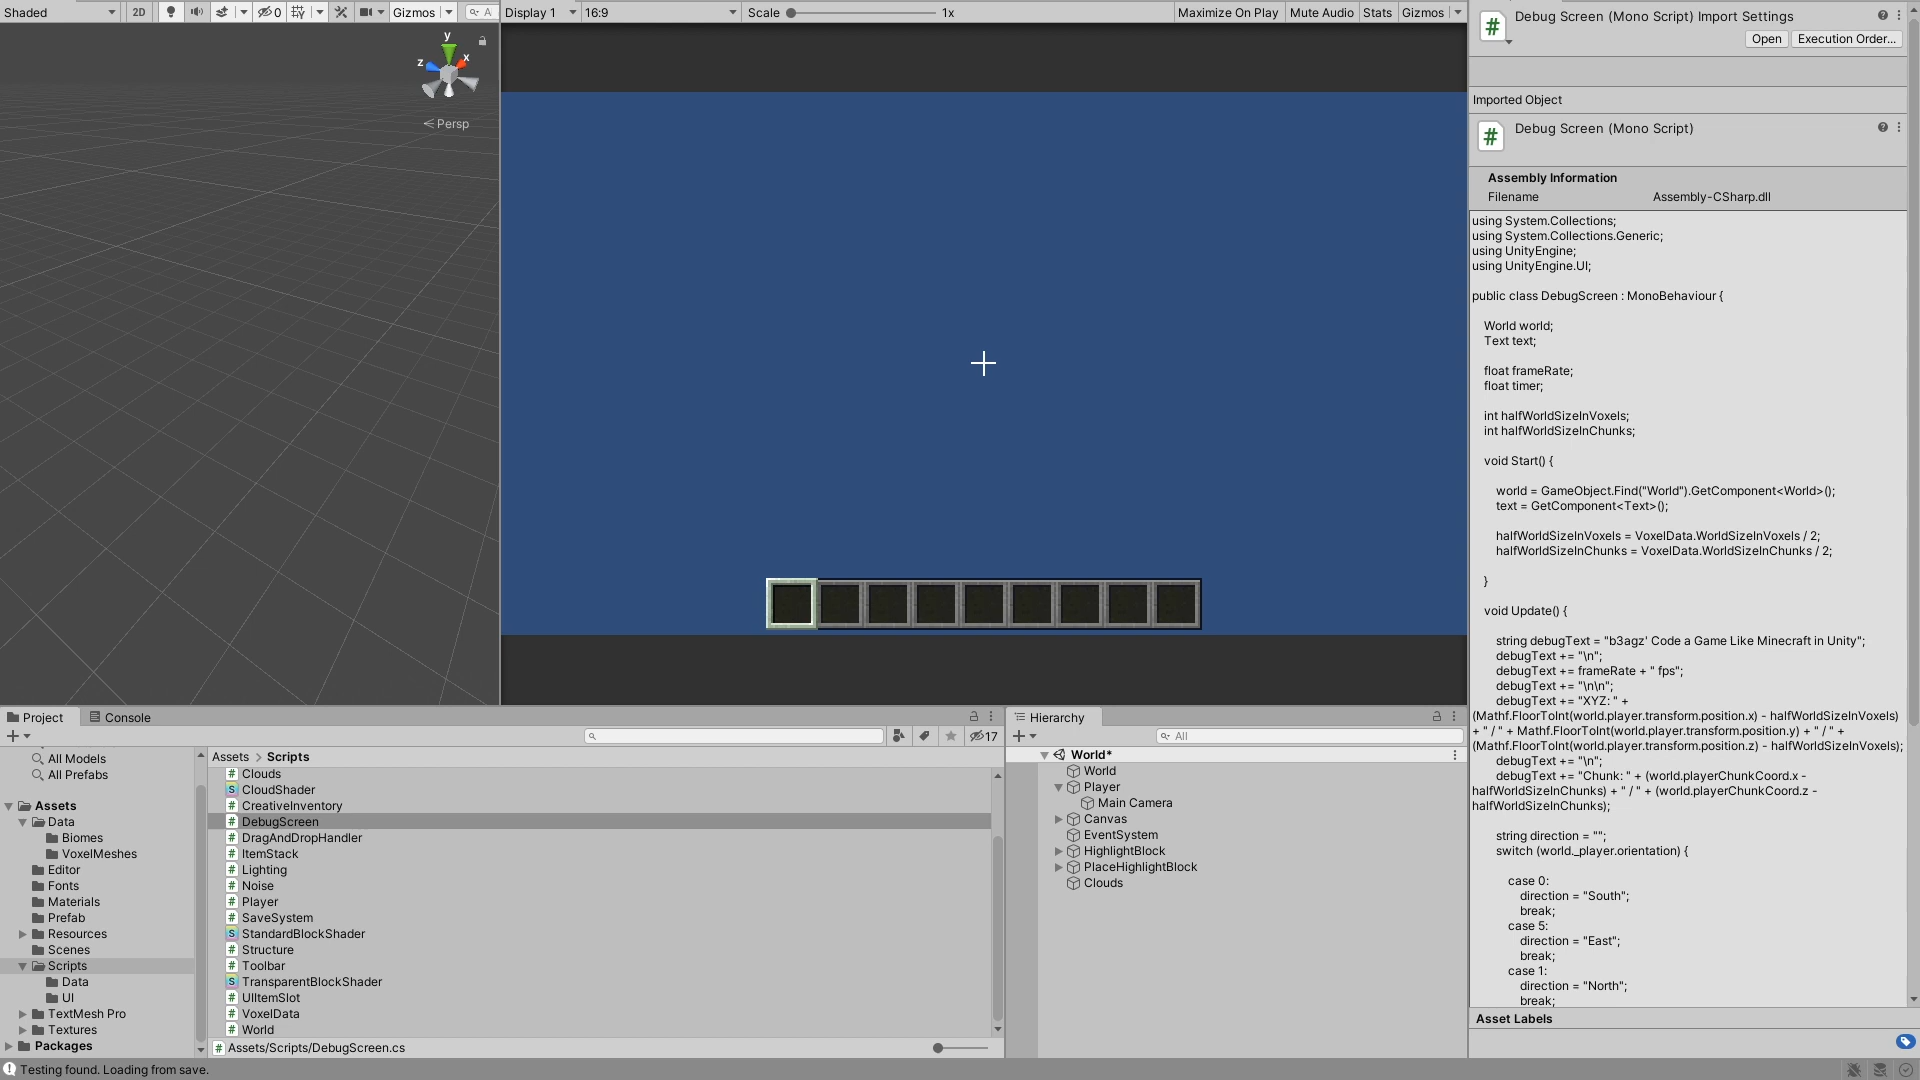 Shaded
2D
0
Gizmos
A
Display 1
16:9
Scale
1x
Maximize On Play
Mute Audio
Stats
Gizmos
y
x
z
Persp
Debug Screen (Mono Script) Import Settings
Open
Execution Order...
Imported Object
Debug Screen (Mono Script)
Assembly Information
Filename Assembly-CSharp.dll
using System.Collections;
using System.Collections.Generic;
using UnityEngine;
using UnityEngine.UI;
public class DebugScreen : MonoBehaviour {
World world;
Text text;
float frameRate;
float timer;
int halfWorldSizeInVoxels;
int halfWorldSizeInChunks;
void Start() {
world = GameObject.Find("World").GetComponent<World>();
text = GetComponent<Text>();
halfWorldSizeInVoxels = VoxelData.WorldSizeInVoxels / 2;
halfWorldSizeInChunks = VoxelData.WorldSizeInChunks / 2;
}
void Update() {
string debugText = "b3agz' Code a Game Like Minecraft in Unity";
debugText += "\n";
debugText += frameRate + " fps";
debugText += "\n\n";
debugText += "XYZ: " +
(Mathf.FloorToInt(world.player.transform.position.x) - halfWorldSizeInVoxels)
+ " / " + Mathf.FloorToInt(world.player.transform.position.y) + " / " +
(Mathf.FloorToInt(world.player.transform.position.z) - halfWorldSizeInVoxels);
debugText += "\n";
debugText += "Chunk: " + (world.playerChunkCoord.x -
halfWorldSizeInChunks) + " / " + (world.playerChunkCoord.z -
halfWorldSizeInChunks);
string direction = "";
switch (world._player.orientation) {
case 0:
direction = "South";
break;
case 5:
direction = "East";
break;
case 1:
direction = "North";
break;
Asset Labels
Project
Console
17
All Models
All Prefabs
Assets
Data
Biomes
VoxelMeshes
Editor
Fonts
Materials
Prefab
Resources
Scenes
Scripts
Data
UI
TextMesh Pro
Textures
Packages
Assets > Scripts
Clouds
CloudShader
CreativeInventory
DebugScreen
DragAndDropHandler
ItemStack
Lighting
Noise
Player
SaveSystem
StandardBlockShader
Structure
Toolbar
TransparentBlockShader
UIItemSlot
VoxelData
World
Assets/Scripts/DebugScreen.cs
Hierarchy
All
World*
World
Player
Main Camera
Canvas
EventSystem
HighlightBlock
PlaceHighlightBlock
Clouds
Testing found. Loading from save.